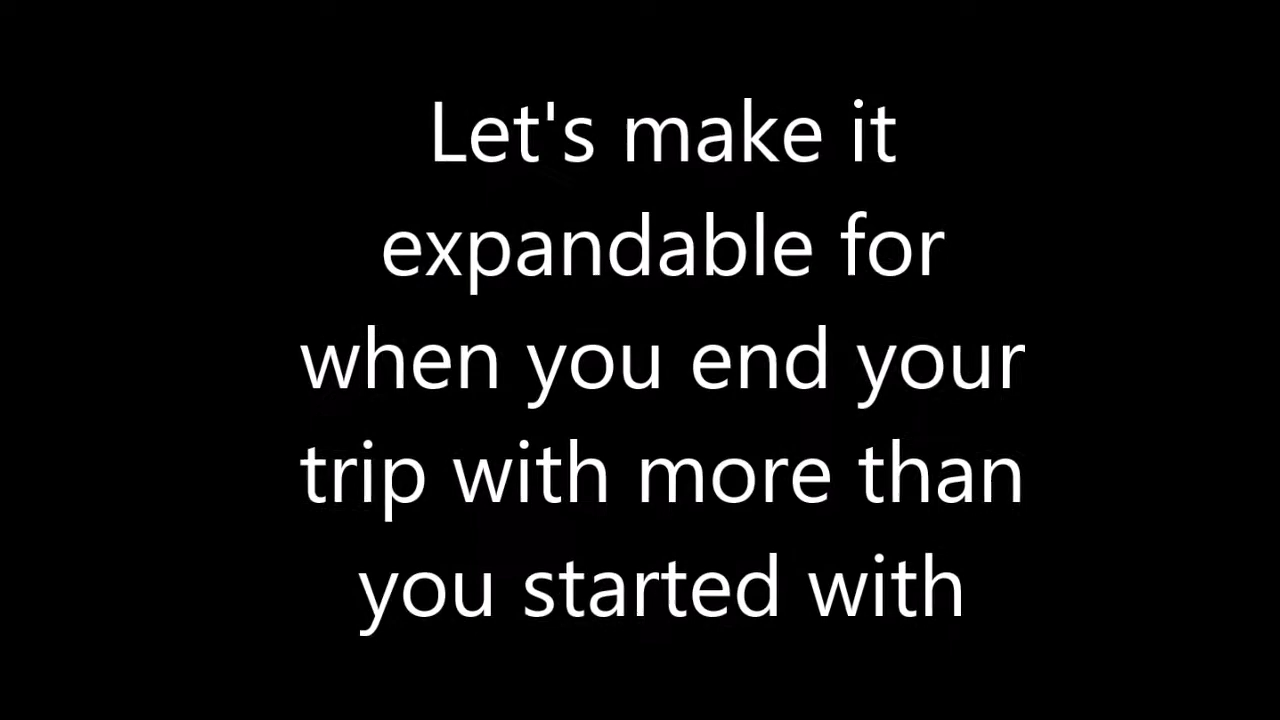 Let's make it
expandable for
when you end your
trip with more than
you started with